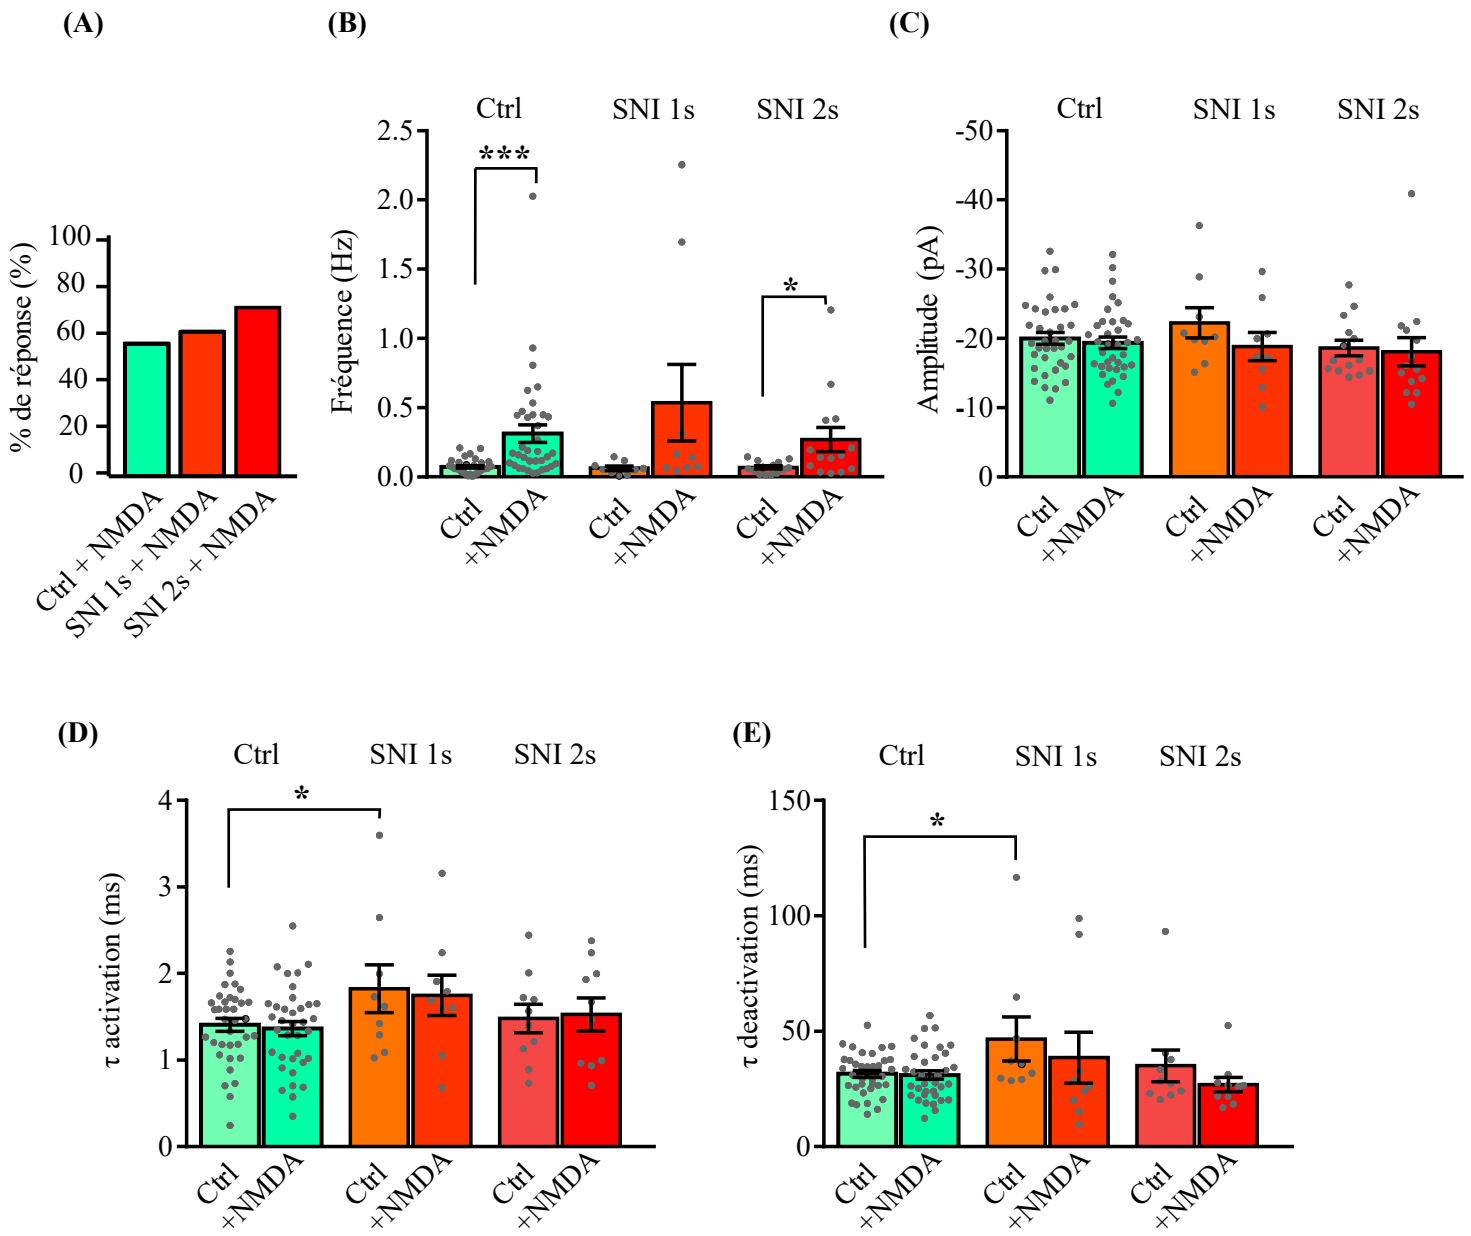 (A)
% de réponse (%)
100
80
60
40
20
0
Ctrl + NMDA
SNI 1s + NMDA
SNI 2s + NMDA
(B)
Ctrl
SNI 1s
SNI 2s
Fréquence (Hz)
2.5
2.0
1.5
1.0
0.5
0.0
***
*
Ctrl
+NMDA
Ctrl
+NMDA
Ctrl
+NMDA
(C)
Ctrl
SNI 1s
SNI 2s
Amplitude (pA)
-50
-40
-30
-20
-10
0
Ctrl
+NMDA
Ctrl
+NMDA
Ctrl
+NMDA
(D)
Ctrl
SNI 1s
SNI 2s
τ activation (ms)
4
3
2
1
0
*
Ctrl
+NMDA
Ctrl
+NMDA
Ctrl
+NMDA
(E)
Ctrl
SNI 1s
SNI 2s
τ deactivation (ms)
150
100
50
0
*
Ctrl
+NMDA
Ctrl
+NMDA
Ctrl
+NMDA